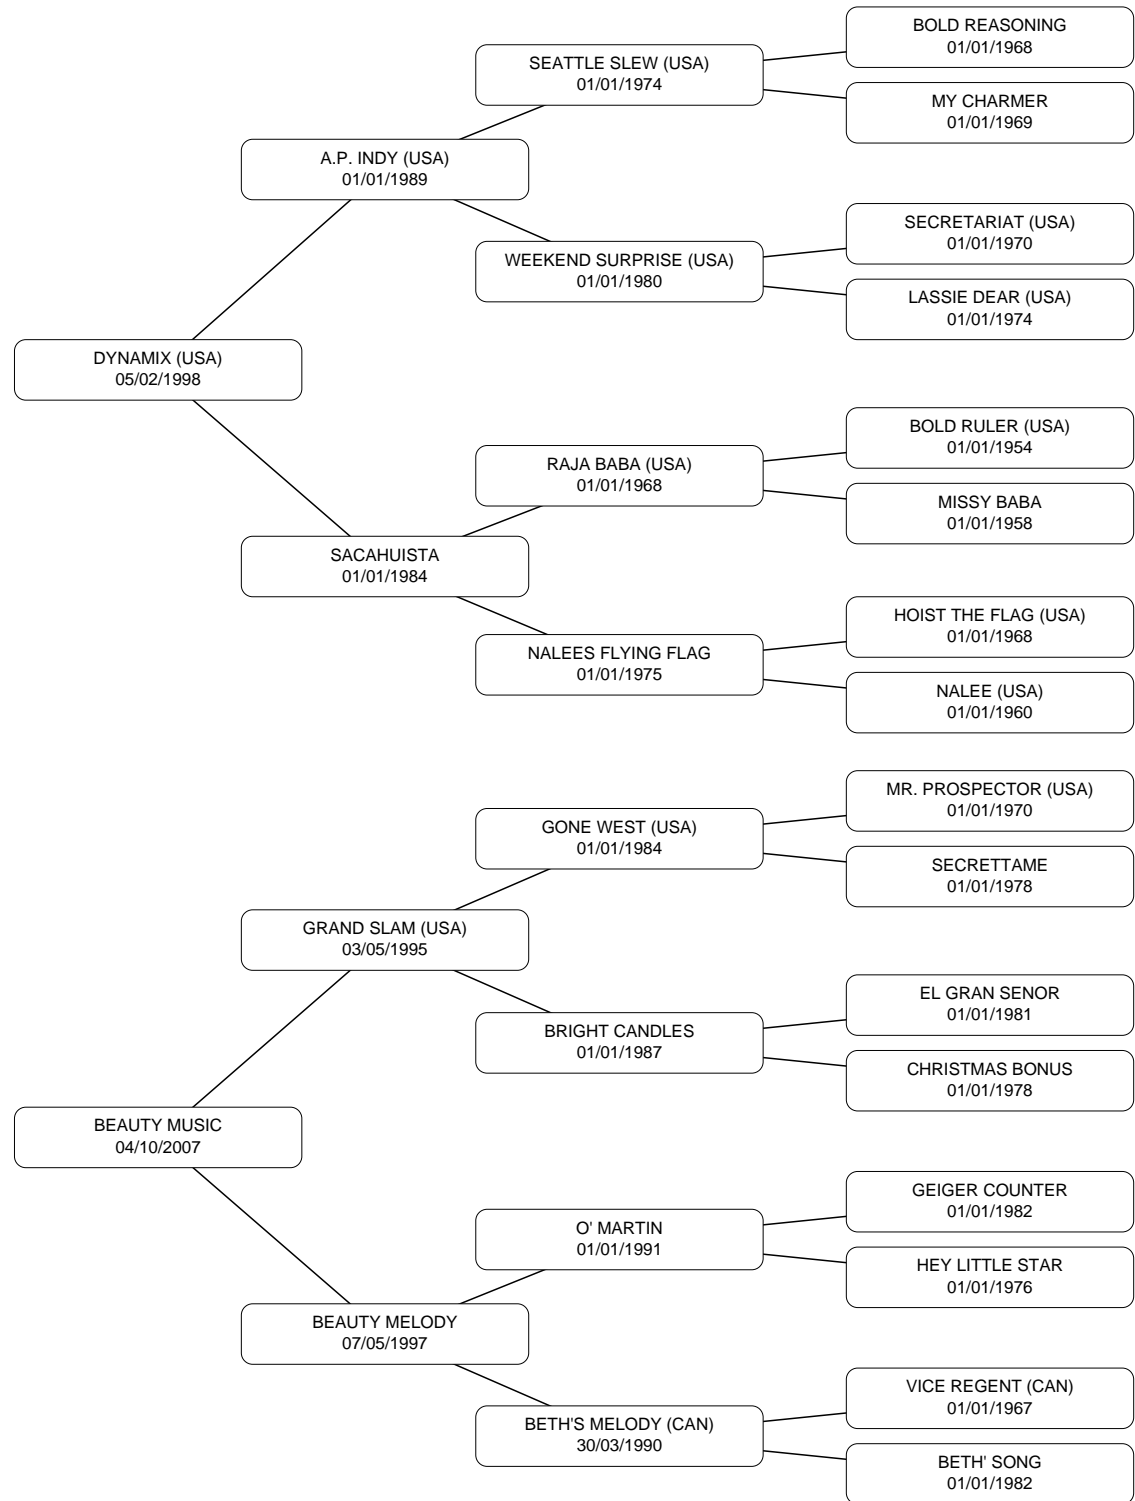 BOLD REASONING
01/01/1968
SEATTLE SLEW (USA)
01/01/1974
MY CHARMER
01/01/1969
A.P. INDY (USA)
01/01/1989
SECRETARIAT (USA)
01/01/1970
WEEKEND SURPRISE (USA)
01/01/1980
LASSIE DEAR (USA)
01/01/1974
DYNAMIX (USA)
05/02/1998
BOLD RULER (USA)
01/01/1954
RAJA BABA (USA)
01/01/1968
MISSY BABA
01/01/1958
SACAHUISTA
01/01/1984
HOIST THE FLAG (USA)
01/01/1968
NALEES FLYING FLAG
01/01/1975
NALEE (USA)
01/01/1960
MR. PROSPECTOR (USA)
01/01/1970
GONE WEST (USA)
01/01/1984
SECRETTAME
01/01/1978
GRAND SLAM (USA)
03/05/1995
EL GRAN SENOR
01/01/1981
BRIGHT CANDLES
01/01/1987
CHRISTMAS BONUS
01/01/1978
BEAUTY MUSIC
04/10/2007
GEIGER COUNTER
01/01/1982
O' MARTIN
01/01/1991
HEY LITTLE STAR
01/01/1976
BEAUTY MELODY
07/05/1997
VICE REGENT (CAN)
01/01/1967
BETH'S MELODY (CAN)
30/03/1990
BETH' SONG
01/01/1982